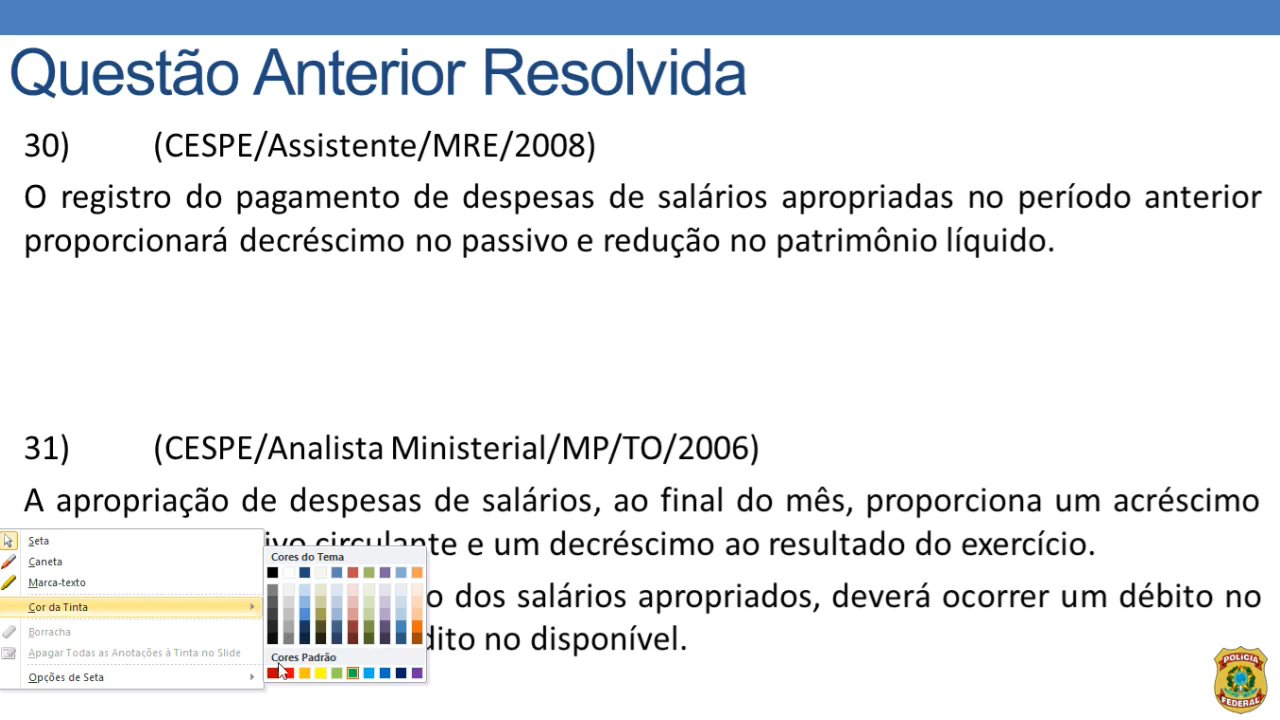 Questão Anterior Resolvida
30) (CESPE/Assistente/MRE/2008)
O registro do pagamento de despesas de salários apropriadas no período anterior
proporcionará decréscimo no passivo e redução no patrimônio líquido.
31) (CESPE/Analista Ministerial/MP/TO/2006)
A apropriação de despesas de salários, ao final do mês, proporciona um acréscimo
ivo circulante e um decréscimo ao resultado do exercício.
o dos salários apropriados, deverá ocorrer um débito no
dito no disponível.
Seta
Caneta
Marca-texto
Cor da Tinta
Borracha
Apagar Todas as Anotações à Tinta no Slide
Opções de Seta
Cores do Tema
Cores Padrão
POLÍCIA
FEDERAL